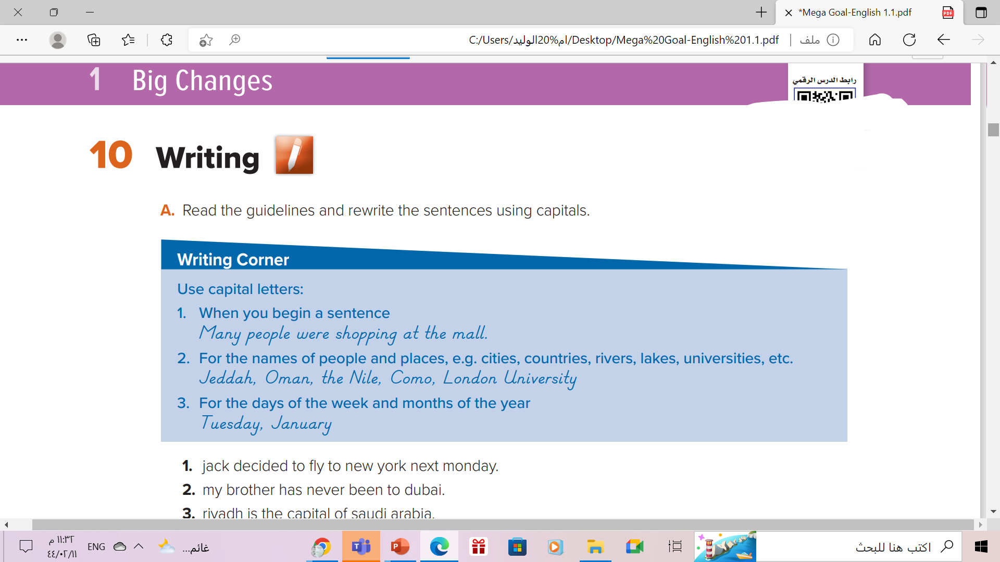 *Mega Goal-English 1.1.pdf
PDF
C:/Users/ام%20الوليد/Desktop/Mega%20Goal-English%201.1.pdf
ملف
1 Big Changes
رابط الدرس الرقمي
10 Writing
A. Read the guidelines and rewrite the sentences using capitals.
Writing Corner
Use capital letters:
1. When you begin a sentence
Many people were shopping at the mall.
2. For the names of people and places, e.g. cities, countries, rivers, lakes, universities, etc.
Jeddah, Oman, the Nile, Como, London University
3. For the days of the week and months of the year
Tuesday, January
1. jack decided to fly to new york next monday.
2. my brother has never been to dubai.
3. riyadh is the capital of saudi arabia.
١١:٣٢ م
٤٤/٠٢/١١
ENG
غائم...
اكتب هنا للبحث